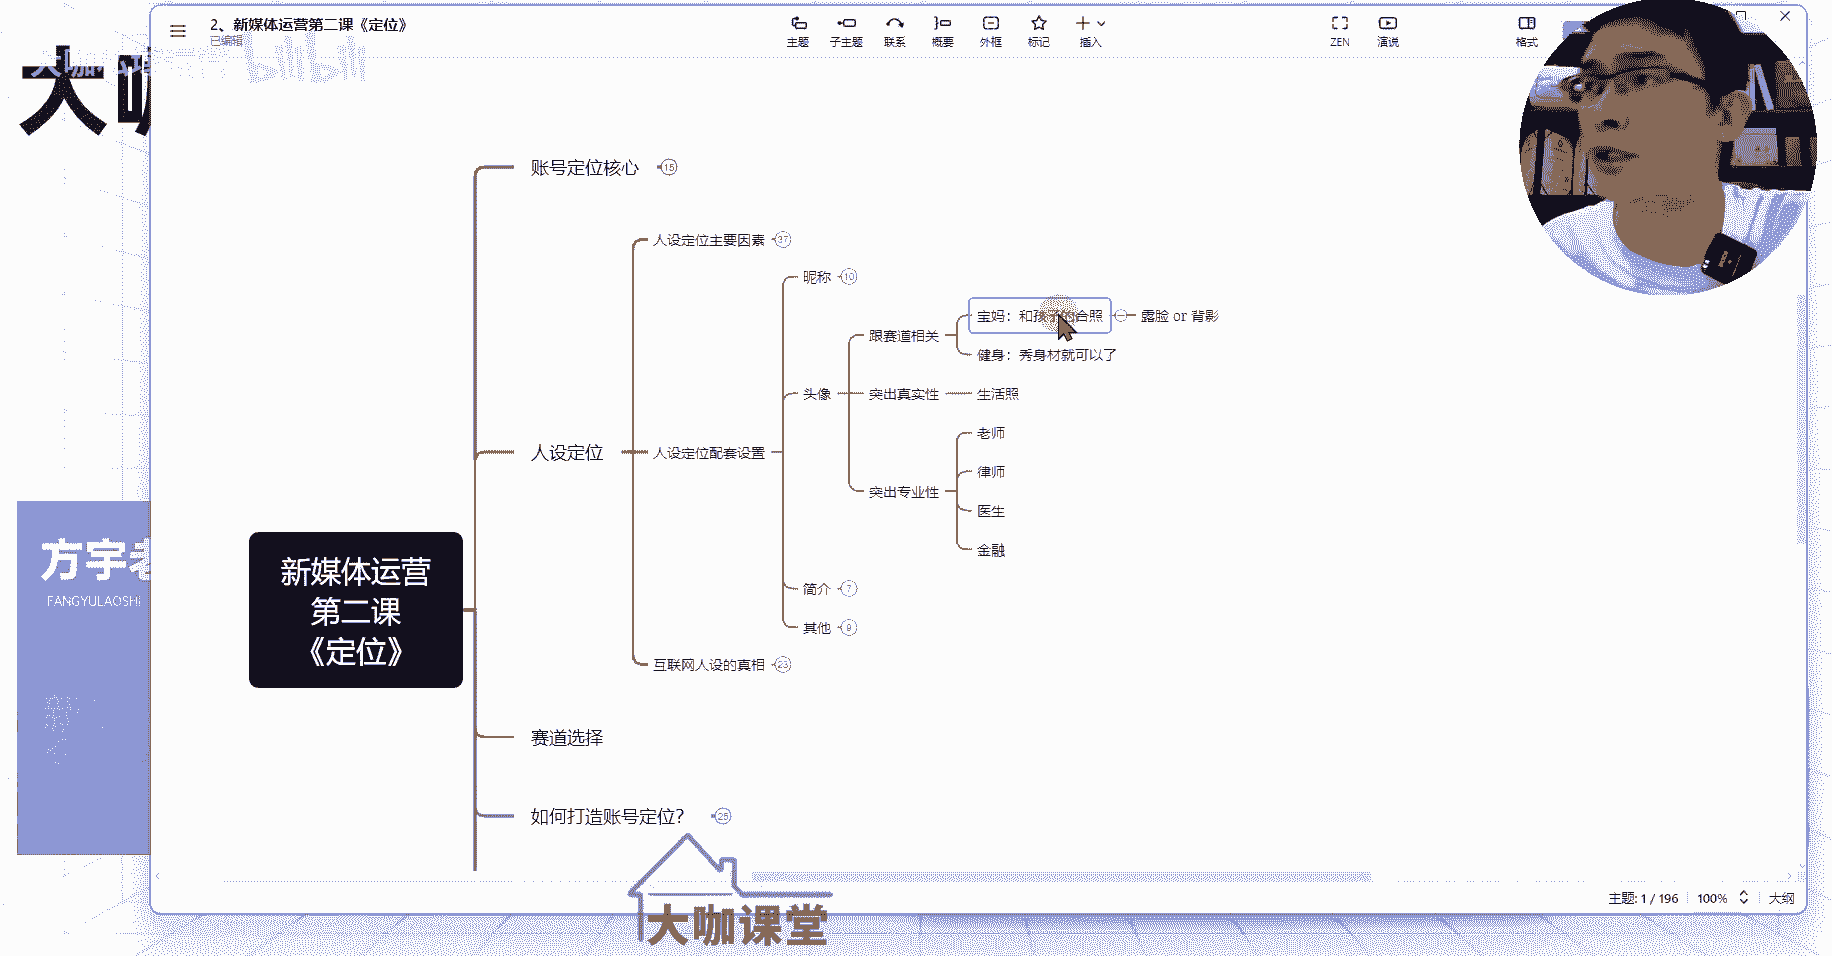 2、新媒体运营第二课《定位》
已编辑
主题
子主题
联系
概要
外框
标记
插入
ZEN
演说
格式
大咖
bilibili
账号定位核心 15
人设定位主要因素 37
昵称 10
宝妈：和孩子的合照
露脸 or 背影
跟赛道相关
健身：秀身材就可以了
头像
突出真实性
生活照
老师
人设定位
人设定位配套设置
律师
突出专业性
医生
金融
新媒体运营
第二课
《定位》
方宇老
FANGYULAOSHI
简介 7
其他 9
互联网人设的真相 23
赛道选择
如何打造账号定位？ 25
主题: 1 / 196
100%
大纲
大咖课堂